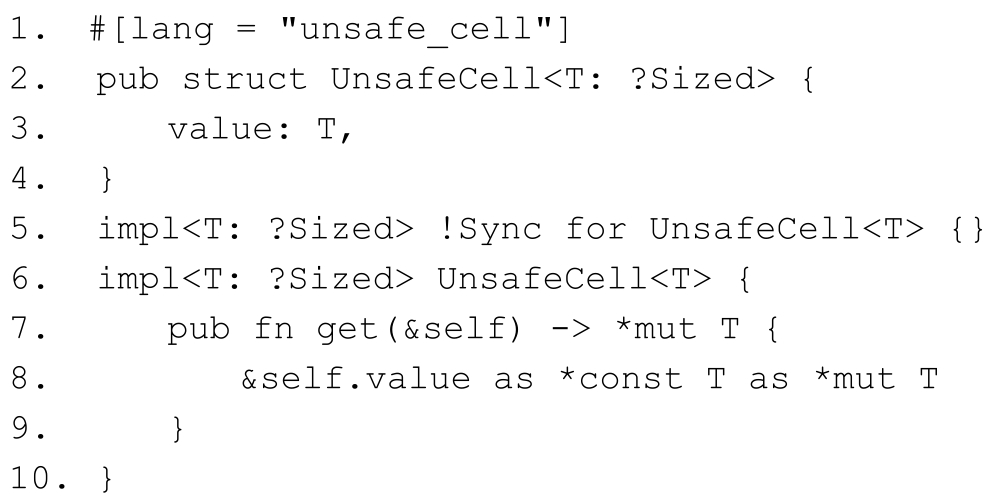 1. #[lang = "unsafe_cell"]
2. pub struct UnsafeCell<T: ?Sized> {
3. value: T,
4. }
5. impl<T: ?Sized> !Sync for UnsafeCell<T> {}
6. impl<T: ?Sized> UnsafeCell<T> {
7. pub fn get(&self) -> *mut T {
8. &self.value as *const T as *mut T
9. }
10. }